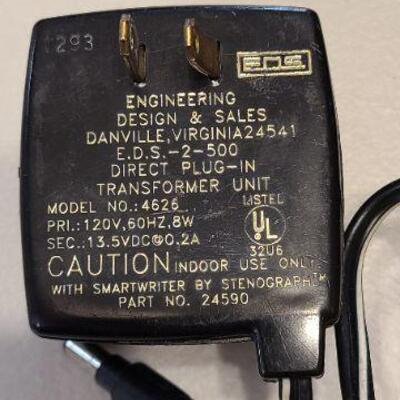 1293
E.D.S.
ENGINEERING
DESIGN & SALES
DANVILLE, VIRGINIA 24541
E.D.S.-2-500
DIRECT PLUG-IN
TRANSFORMER UNIT
MODEL NO.: 4626
LISTED
PRI.: 120V, 60HZ, 8W
UL
SEC.: 13.5VDC@0.2A
32U6
CAUTION INDOOR USE ONLY
WITH SMARTWRITER BY STENOGRAPH™
PART NO. 24590